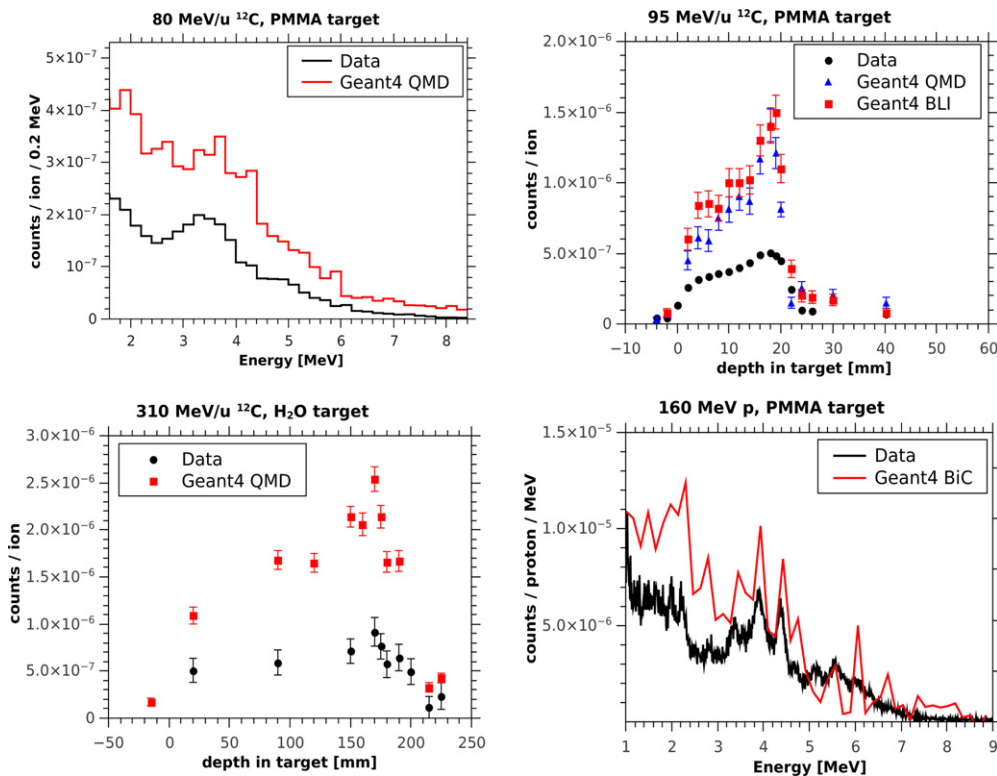 80 MeV/u ¹²C, PMMA target
counts / ion / 0.2 MeV
5×10⁻⁷
4×10⁻⁷
3×10⁻⁷
2×10⁻⁷
10⁻⁷
0
Data
Geant4 QMD
2 3 4 5 6 7 8
Energy [MeV]
95 MeV/u ¹²C, PMMA target
counts / ion
2.0×10⁻⁶
1.5×10⁻⁶
1.0×10⁻⁶
5.0×10⁻⁷
0
Data
Geant4 QMD
Geant4 BLI
−10 0 10 20 30 40 50 60
depth in target [mm]
310 MeV/u ¹²C, H₂O target
counts / ion
3.0×10⁻⁶
2.5×10⁻⁶
2.0×10⁻⁶
1.5×10⁻⁶
1.0×10⁻⁶
5.0×10⁻⁷
0
Data
Geant4 QMD
−50 0 50 100 150 200 250
depth in target [mm]
160 MeV p, PMMA target
counts / proton / MeV
1.5×10⁻⁵
1.0×10⁻⁵
5.0×10⁻⁶
Data
Geant4 BiC
1 2 3 4 5 6 7 8 9
Energy [MeV]